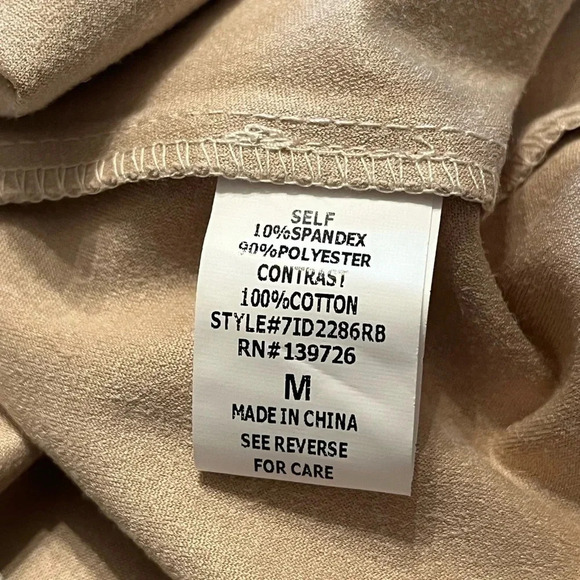 SELF
10%SPANDEX
90%POLYESTER
CONTRAST
100%COTTON
STYLE#7ID2286RB
RN#139726
M
MADE IN CHINA
SEE REVERSE
FOR CARE